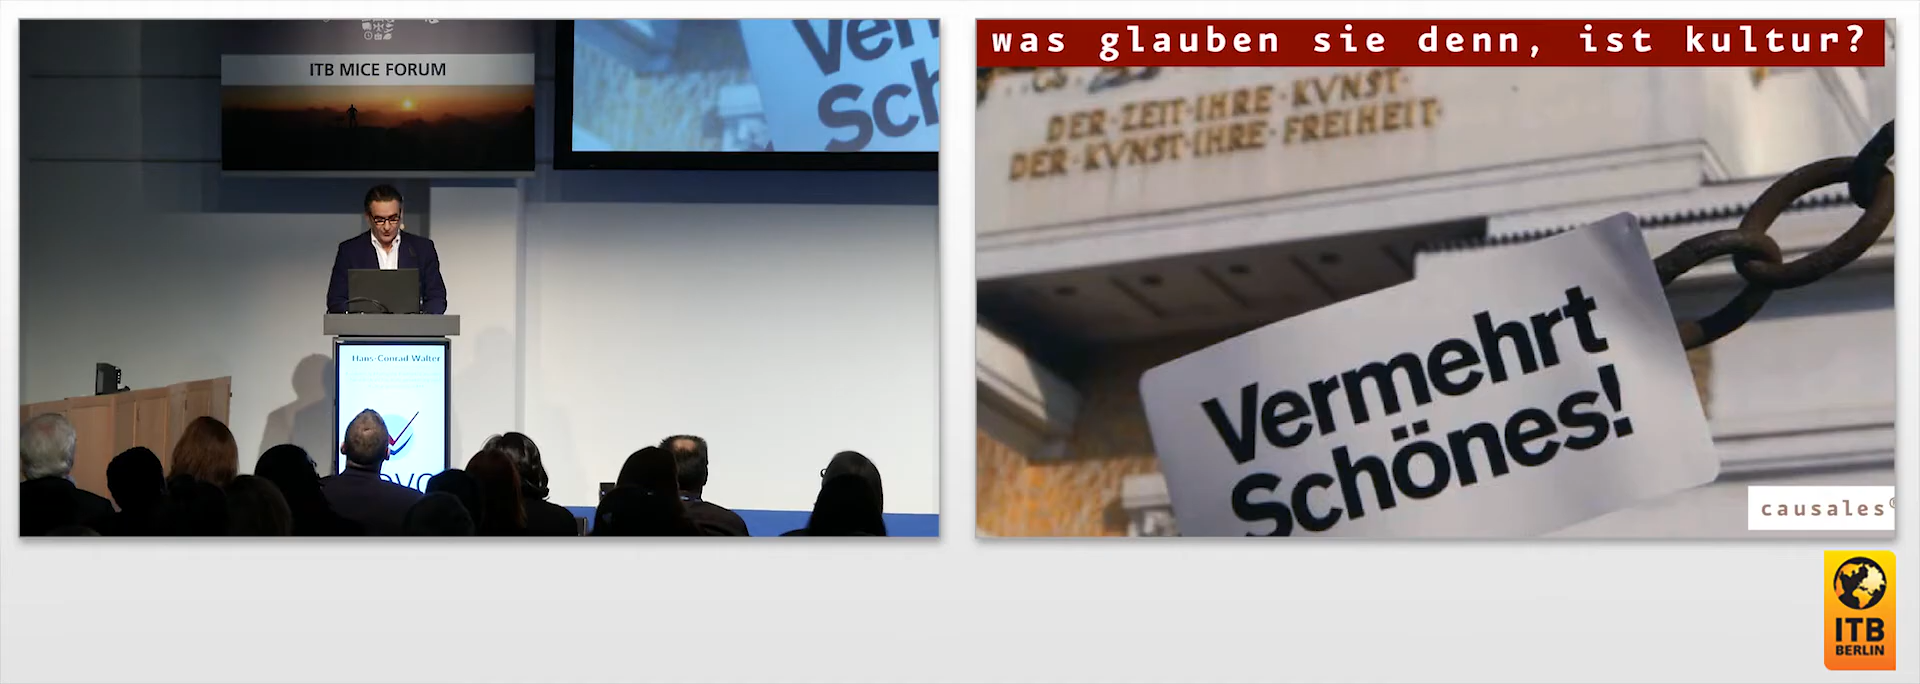 ITB MICE FORUM
Ver
Sch
Hans-Conrad Walter
was glauben sie denn, ist kultur?
DER·ZEIT·IHRE·KVNST·
DER·KVNST·IHRE·FREIHEIT·
Vermehrt
Schönes!
causales®
ITB
BERLIN